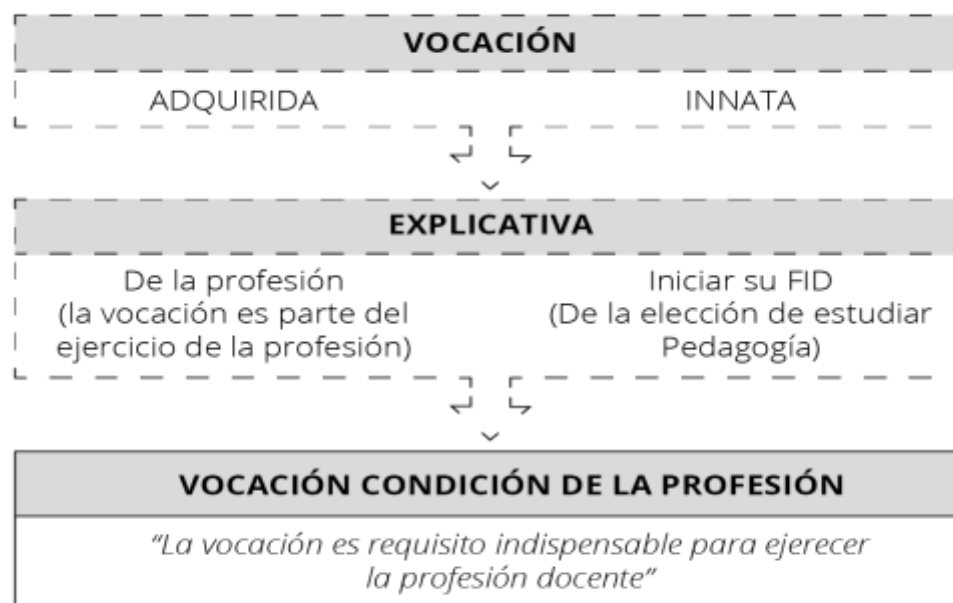 VOCACIÓN
ADQUIRIDA INNATA
EXPLICATIVA
De la profesión
(la vocación es parte del
ejercicio de la profesión)
Iniciar su FID
(De la elección de estudiar
Pedagogía)
VOCACIÓN CONDICIÓN DE LA PROFESIÓN
“La vocación es requisito indispensable para ejerecer
la profesión docente”